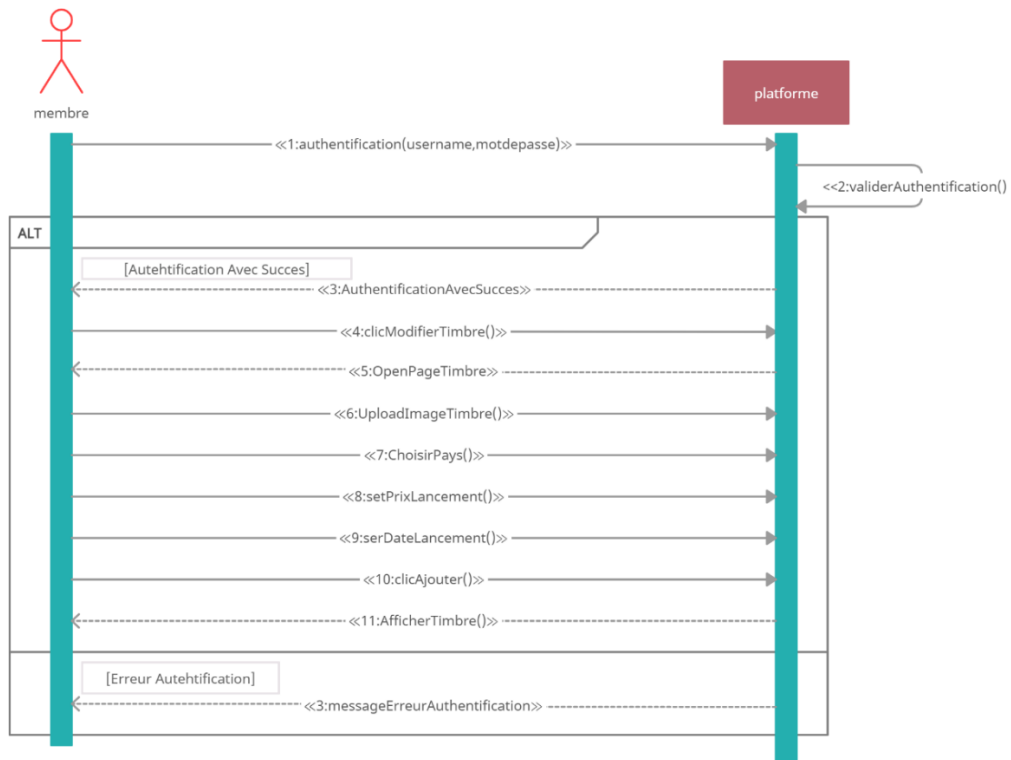 membre
platforme
≪1:authentification(username,motdepasse)≫
<<2:validerAuthentification()
ALT
[Autehtification Avec Succes]
≪3:AuthentificationAvecSucces≫
≪4:clicModifierTimbre()≫
≪5:OpenPageTimbre≫
≪6:UploadImageTimbre()≫
≪7:ChoisirPays()≫
≪8:setPrixLancement()≫
≪9:serDateLancement()≫
≪10:clicAjouter()≫
≪11:AfficherTimbre()≫
[Erreur Autehtification]
≪3:messageErreurAuthentification≫